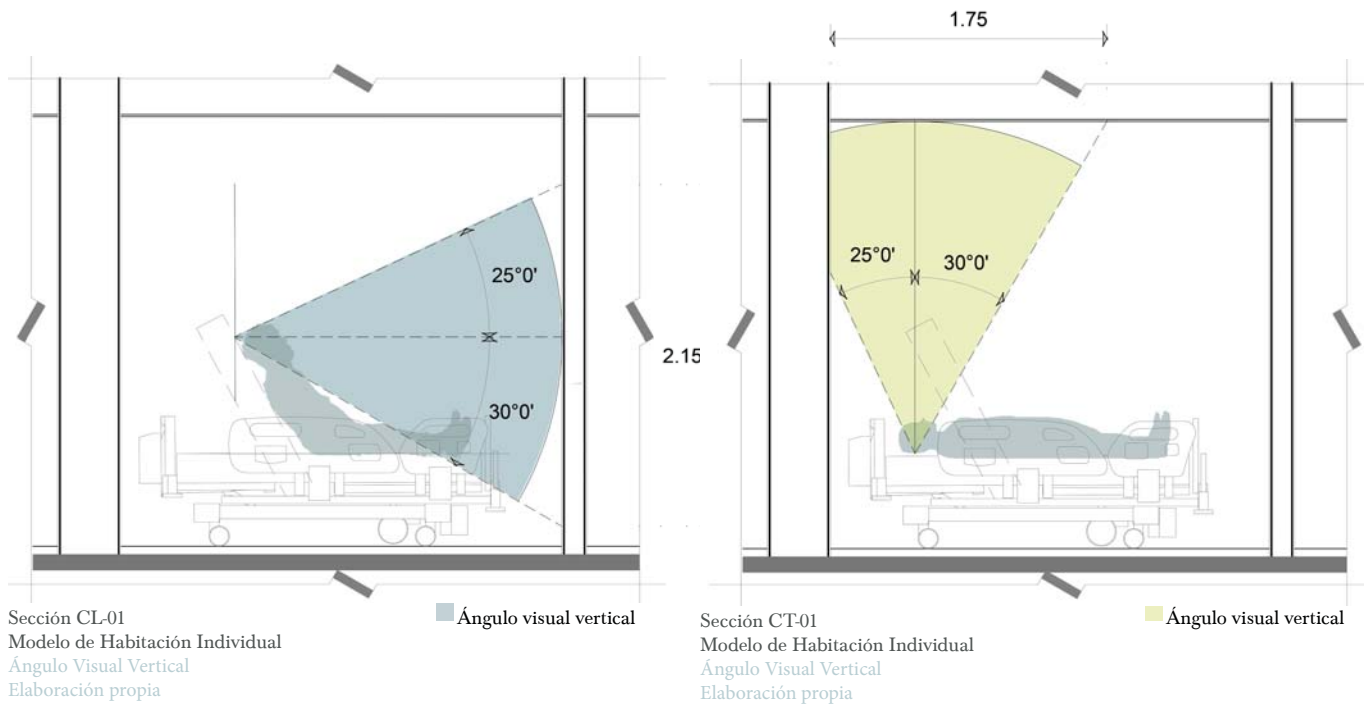 25°0'
30°0'
2.15
Sección CL-01
Modelo de Habitación Individual
Ángulo Visual Vertical
Elaboración propia
Ángulo visual vertical
1.75
25°0'
30°0'
Sección CT-01
Modelo de Habitación Individual
Ángulo Visual Vertical
Elaboración propia
Ángulo visual vertical